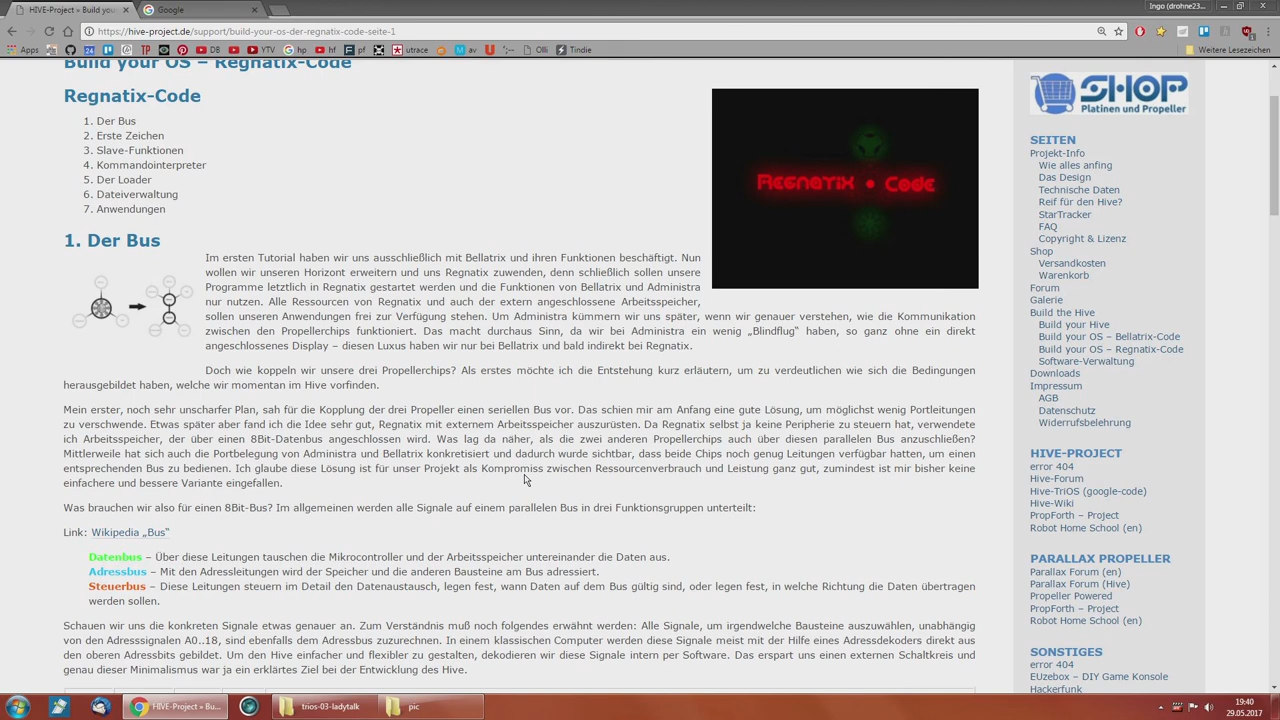 HIVE-Project » Build your
Google
Ingo (drohne23...
https://hive-project.de/support/build-your-os-der-regnatix-code-seite-1
Apps
DB
YTV
hp
hf
pf
utrace
av
Olli
Tindie
Weitere Lesezeichen
Build your OS – Regnatix-Code
Regnatix-Code
1. Der Bus
2. Erste Zeichen
3. Slave-Funktionen
4. Kommandointerpreter
5. Der Loader
6. Dateiverwaltung
7. Anwendungen
Regnatix • Code
1. Der Bus
Im ersten Tutorial haben wir uns ausschließlich mit Bellatrix und ihren Funktionen beschäftigt. Nun
wollen wir unseren Horizont erweitern und uns Regnatix zuwenden, denn schließlich sollen unsere
Programme letztlich in Regnatix gestartet werden und die Funktionen von Bellatrix und Administra
nur nutzen. Alle Ressourcen von Regnatix und auch der extern angeschlossene Arbeitsspeicher,
sollen unseren Anwendungen frei zur Verfügung stehen. Um Administra kümmern wir uns später, wenn wir genauer verstehen, wie die Kommunikation
zwischen den Propellerchips funktioniert. Das macht durchaus Sinn, da wir bei Administra ein wenig „Blindflug“ haben, so ganz ohne ein direkt
angeschlossenes Display – diesen Luxus haben wir nur bei Bellatrix und bald indirekt bei Regnatix.
Doch wie koppeln wir unsere drei Propellerchips? Als erstes möchte ich die Entstehung kurz erläutern, um zu verdeutlichen wie sich die Bedingungen
herausgebildet haben, welche wir momentan im Hive vorfinden.
Mein erster, noch sehr unscharfer Plan, sah für die Kopplung der drei Propeller einen seriellen Bus vor. Das schien mir am Anfang eine gute Lösung, um möglichst wenig Portleitungen
zu verschwende. Etwas später aber fand ich die Idee sehr gut, Regnatix mit externem Arbeitsspeicher auszurüsten. Da Regnatix selbst ja keine Peripherie zu steuern hat, verwendete
ich Arbeitsspeicher, der über einen 8Bit-Datenbus angeschlossen wird. Was lag da näher, als die zwei anderen Propellerchips auch über diesen parallelen Bus anzuschließen?
Mittlerweile hat sich auch die Portbelegung von Administra und Bellatrix konkretisiert und dadurch wurde sichtbar, dass beide Chips noch genug Leitungen verfügbar hatten, um einen
entsprechenden Bus zu bedienen. Ich glaube diese Lösung ist für unser Projekt als Kompromiss zwischen Ressourcenverbrauch und Leistung ganz gut, zumindest ist mir bisher keine
einfachere und bessere Variante eingefallen.
Was brauchen wir also für einen 8Bit-Bus? Im allgemeinen werden alle Signale auf einem parallelen Bus in drei Funktionsgruppen unterteilt:
Link: Wikipedia „Bus“
Datenbus – Über diese Leitungen tauschen die Mikrocontroller und der Arbeitsspeicher untereinander die Daten aus.
Adressbus – Mit den Adressleitungen wird der Speicher und die anderen Bausteine am Bus adressiert.
Steuerbus – Diese Leitungen steuern im Detail den Datenaustausch, legen fest, wann Daten auf dem Bus gültig sind, oder legen fest, in welche Richtung die Daten übertragen
werden sollen.
Schauen wir uns die konkreten Signale etwas genauer an. Zum Verständnis muß noch folgendes erwähnt werden: Alle Signale, um irgendwelche Bausteine auszuwählen, unabhängig
von den Adresssignalen A0..18, sind ebenfalls dem Adressbus zuzurechnen. In einem klassischen Computer werden diese Signale meist mit der Hilfe eines Adressdekoders direkt aus
den oberen Adressbits gebildet. Um den Hive einfacher und flexibler zu gestalten, dekodieren wir diese Signale intern per Software. Das erspart uns einen externen Schaltkreis und
genau dieser Minimalismus war ja ein erklärtes Ziel bei der Entwicklung des Hive.
SHOP
Platinen und Propeller
SEITEN
Projekt-Info
Wie alles anfing
Das Design
Technische Daten
Reif für den Hive?
StarTracker
FAQ
Copyright & Lizenz
Shop
Versandkosten
Warenkorb
Forum
Galerie
Build the Hive
Build your Hive
Build your OS – Bellatrix-Code
Build your OS – Regnatix-Code
Software-Verwaltung
Downloads
Impressum
AGB
Datenschutz
Widerrufsbelehrung
HIVE-PROJECT
error 404
Hive-Forum
Hive-TriOS (google-code)
Hive-Wiki
PropForth – Project
Robot Home School (en)
PARALLAX PROPELLER
Parallax Forum (en)
Parallax Forum (Hive)
Propeller Powered
PropForth – Project
Robot Home School (en)
SONSTIGES
error 404
EUzebox – DIY Game Konsole
Hackerfunk
HIVE-Project » Bu...
trios-03-ladytalk
pic
19:40
29.05.2017